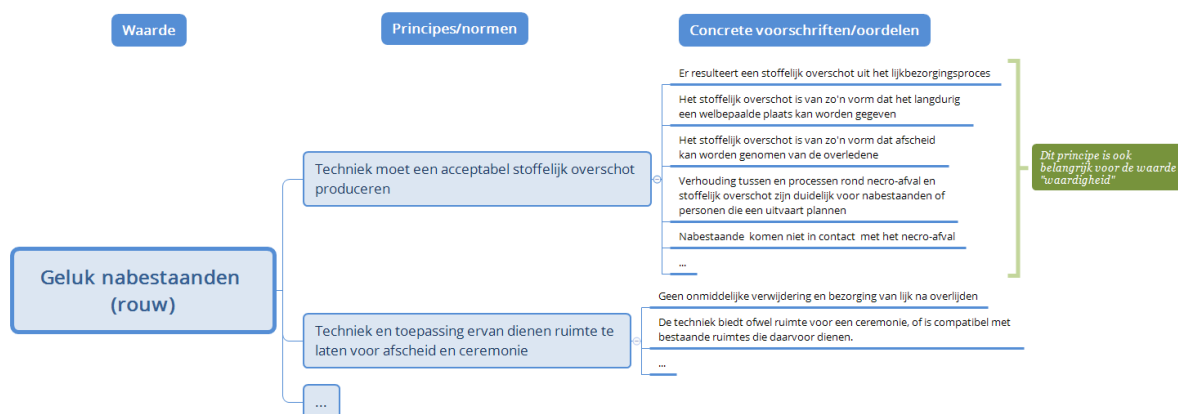 Waarde
Principes/normen
Concrete voorschriften/oordelen
Er resulteert een stoffelijk overschot uit het lijkbezorgingsproces
Het stoffelijk overschot is van zo'n vorm dat het langdurig
een welbepaalde plaats kan worden gegeven
Het stoffelijk overschot is van zo'n vorm dat afscheid
kan worden genomen van de overledene
Techniek moet een acceptabel stoffelijk overschot
produceren
Verhouding tussen en processen rond necro-afval en
stoffelijk overschot zijn duidelijk voor nabestaanden of
personen die een uitvaart plannen
Nabestaande komen niet in contact met het necro-afval
...
Dit principe is ook
belangrijk voor de waarde
"waardigheid"
Geluk nabestaanden
(rouw)
Geen onmiddelijke verwijdering en bezorging van lijk na overlijden
Techniek en toepassing ervan dienen ruimte te
laten voor afscheid en ceremonie
De techniek biedt ofwel ruimte voor een ceremonie, of is compatibel met
bestaande ruimtes die daarvoor dienen.
...
...